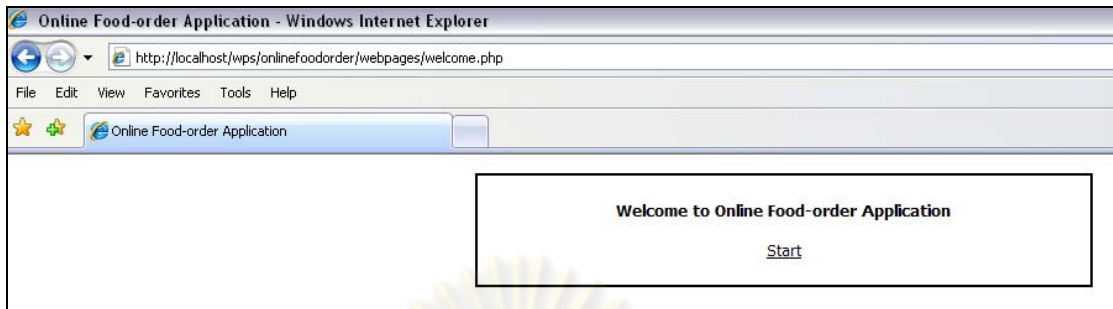 Online Food-order Application - Windows Internet Explorer
http://localhost/wps/onlinefoodorder/webpages/welcome.php
File Edit View Favorites Tools Help
Online Food-order Application
Welcome to Online Food-order Application
Start